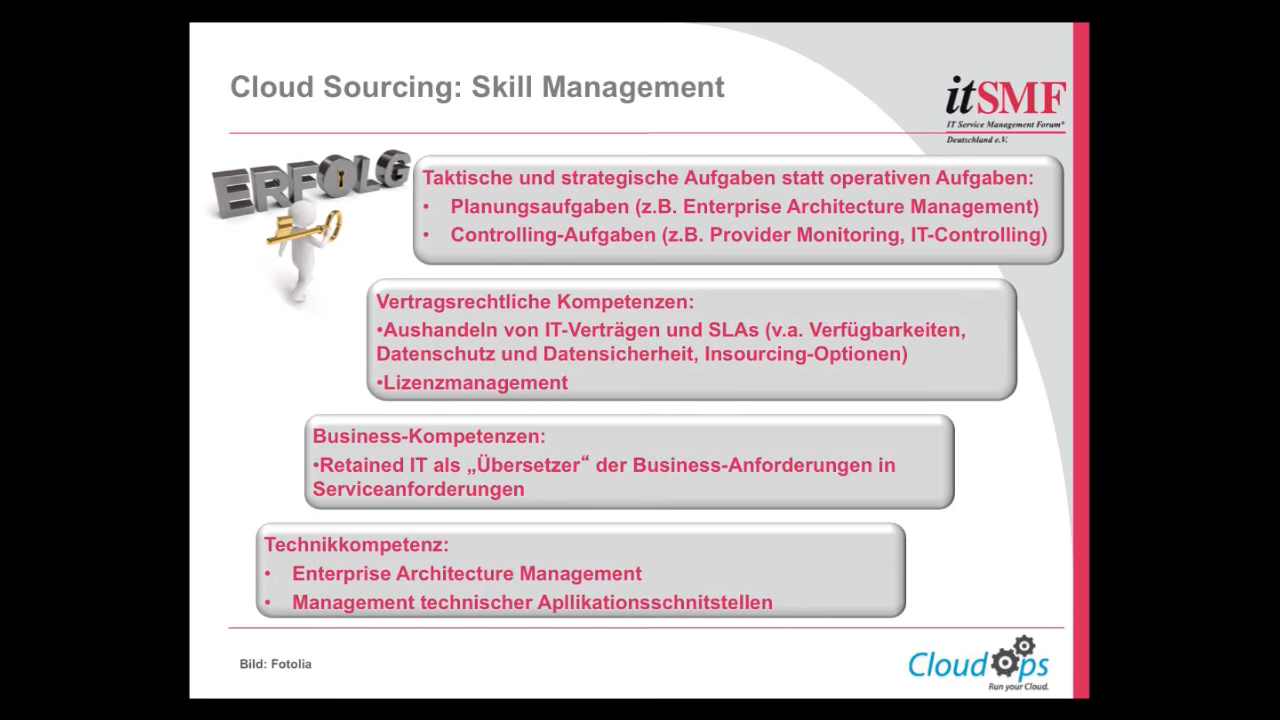 Cloud Sourcing: Skill Management
itSMF
IT Service Management Forum®
Deutschland e.V.
ERFOLG
Taktische und strategische Aufgaben statt operativen Aufgaben:
• Planungsaufgaben (z.B. Enterprise Architecture Management)
• Controlling-Aufgaben (z.B. Provider Monitoring, IT-Controlling)
Vertragsrechtliche Kompetenzen:
•Aushandeln von IT-Verträgen und SLAs (v.a. Verfügbarkeiten,
Datenschutz und Datensicherheit, Insourcing-Optionen)
•Lizenzmanagement
Business-Kompetenzen:
•Retained IT als „Übersetzer“ der Business-Anforderungen in
Serviceanforderungen
Technikkompetenz:
• Enterprise Architecture Management
• Management technischer Apllikationsschnitstellen
Bild: Fotolia
CloudOps
Run your Cloud.